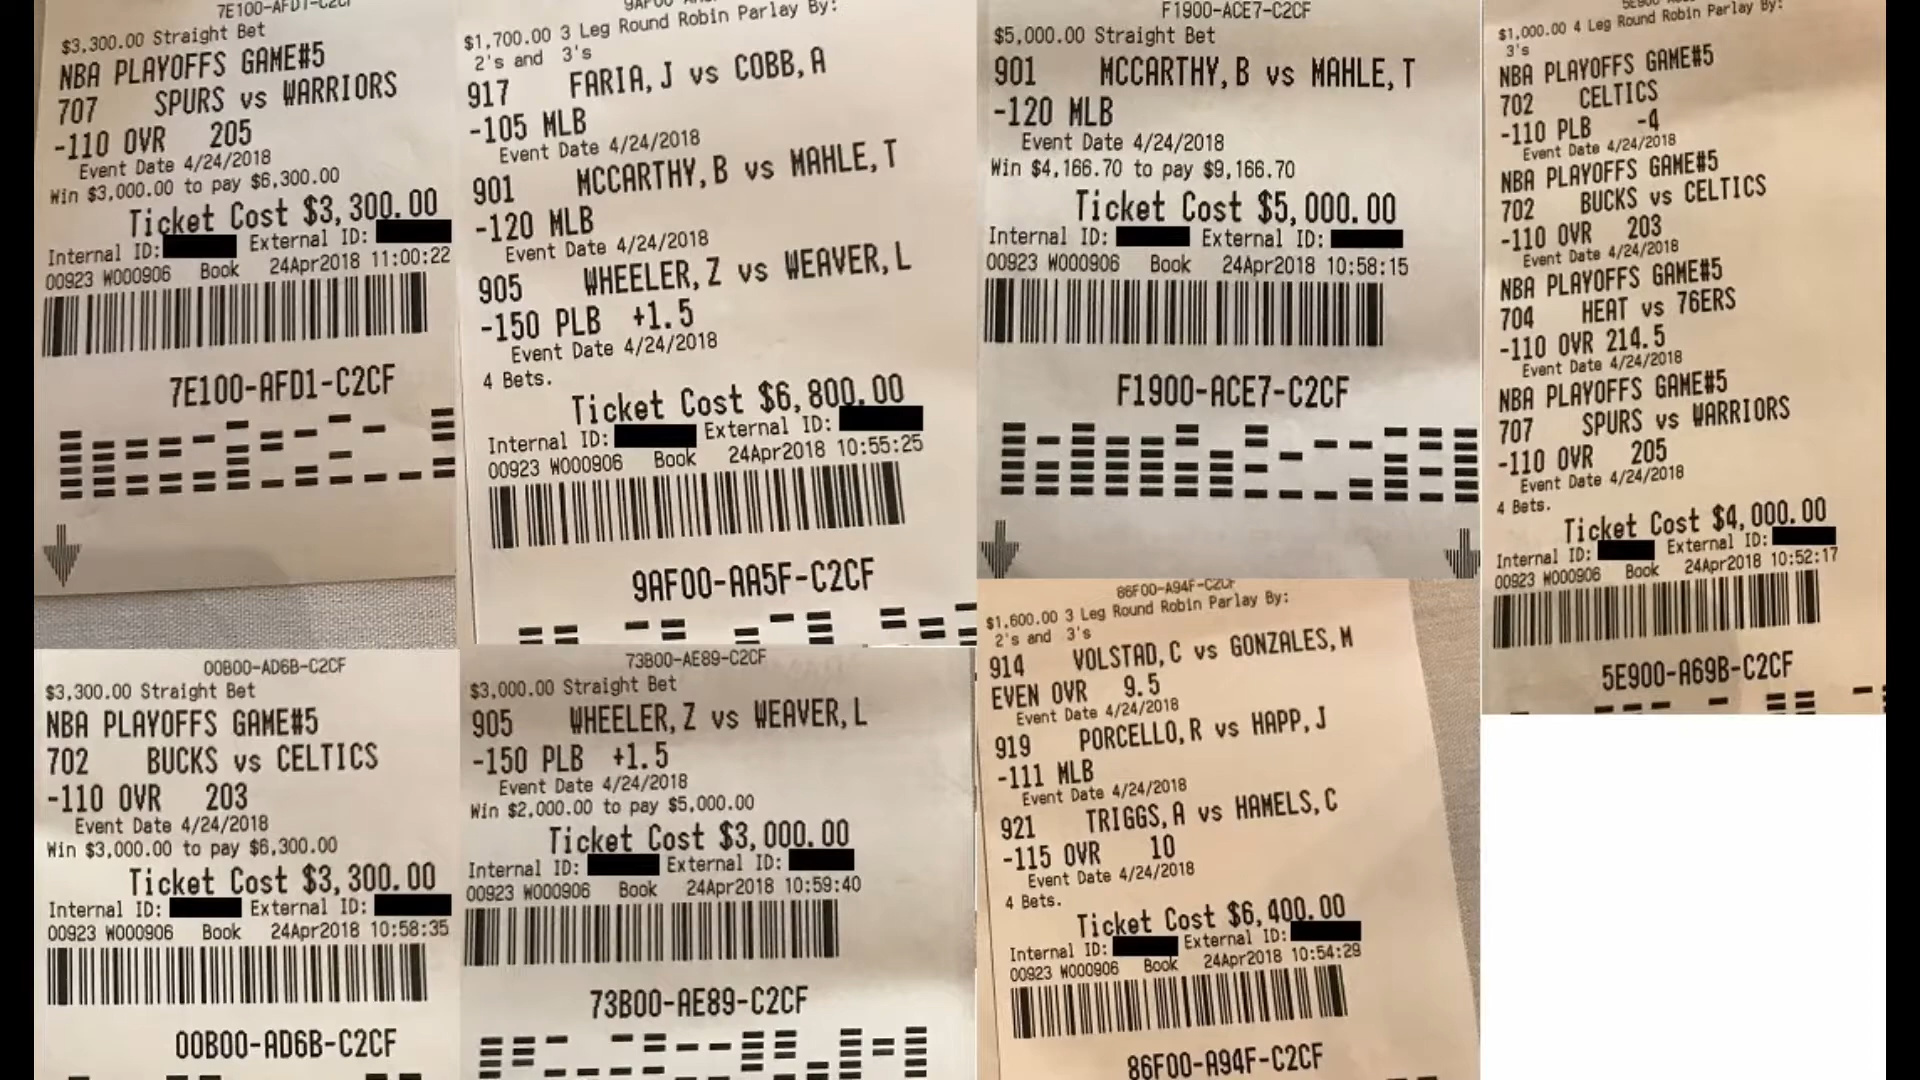 7E100-AFD1-C2CF
$3,300.00 Straight Bet
NBA PLAYOFFS GAME#5
707 SPURS vs WARRIORS
-110 OVR 205
Event Date 4/24/2018
Win $3,000.00 to pay $6,300.00
Ticket Cost $3,300.00
Internal ID: External ID:
00923 W000906 Book 24Apr2018 11:00:22
7E100-AFD1-C2CF
$1,700.00 3 Leg Round Robin Parlay By:
2's and 3's
917 FARIA,J vs COBB,A
-105 MLB
Event Date 4/24/2018
901 MCCARTHY,B vs MAHLE,T
-120 MLB
Event Date 4/24/2018
905 WHEELER,Z vs WEAVER,L
-150 PLB +1.5
Event Date 4/24/2018
4 Bets.
Ticket Cost $6,800.00
Internal ID: External ID:
00923 W000906 Book 24Apr2018 10:55:25
9AF00-AA5F-C2CF
F1900-ACE7-C2CF
$5,000.00 Straight Bet
901 MCCARTHY,B vs MAHLE,T
-120 MLB
Event Date 4/24/2018
Win $4,166.70 to pay $9,166.70
Ticket Cost $5,000.00
Internal ID: External ID:
00923 W000906 Book 24Apr2018 10:58:15
F1900-ACE7-C2CF
$1,000.00 4 Leg Round Robin Parlay By:
3's
NBA PLAYOFFS GAME#5
702 CELTICS
-110 PLB -4
Event Date 4/24/2018
NBA PLAYOFFS GAME#5
702 BUCKS vs CELTICS
-110 OVR 203
Event Date 4/24/2018
NBA PLAYOFFS GAME#5
704 HEAT vs 76ERS
-110 OVR 214.5
Event Date 4/24/2018
NBA PLAYOFFS GAME#5
707 SPURS vs WARRIORS
-110 OVR 205
Event Date 4/24/2018
4 Bets.
Ticket Cost $4,000.00
Internal ID: External ID:
00923 W000906 Book 24Apr2018 10:52:17
5E900-A69B-C2CF
00B00-AD6B-C2CF
$3,300.00 Straight Bet
NBA PLAYOFFS GAME#5
702 BUCKS vs CELTICS
-110 OVR 203
Event Date 4/24/2018
Win $3,000.00 to pay $6,300.00
Ticket Cost $3,300.00
Internal ID: External ID:
00923 W000906 Book 24Apr2018 10:58:35
00B00-AD6B-C2CF
73B00-AE89-C2CF
$3,000.00 Straight Bet
905 WHEELER,Z vs WEAVER,L
-150 PLB +1.5
Event Date 4/24/2018
Win $2,000.00 to pay $5,000.00
Ticket Cost $3,000.00
Internal ID: External ID:
00923 W000906 Book 24Apr2018 10:59:40
73B00-AE89-C2CF
86F00-A94F-C2CF
$1,600.00 3 Leg Round Robin Parlay By:
2's and 3's
914 VOLSTAD,C vs GONZALES,M
EVEN OVR 9.5
Event Date 4/24/2018
919 PORCELLO,R vs HAPP,J
-111 MLB
Event Date 4/24/2018
921 TRIGGS,A vs HAMELS,C
-115 OVR 10
Event Date 4/24/2018
4 Bets.
Ticket Cost $6,400.00
Internal ID: External ID:
00923 W000906 Book 24Apr2018 10:54:29
86F00-A94F-C2CF